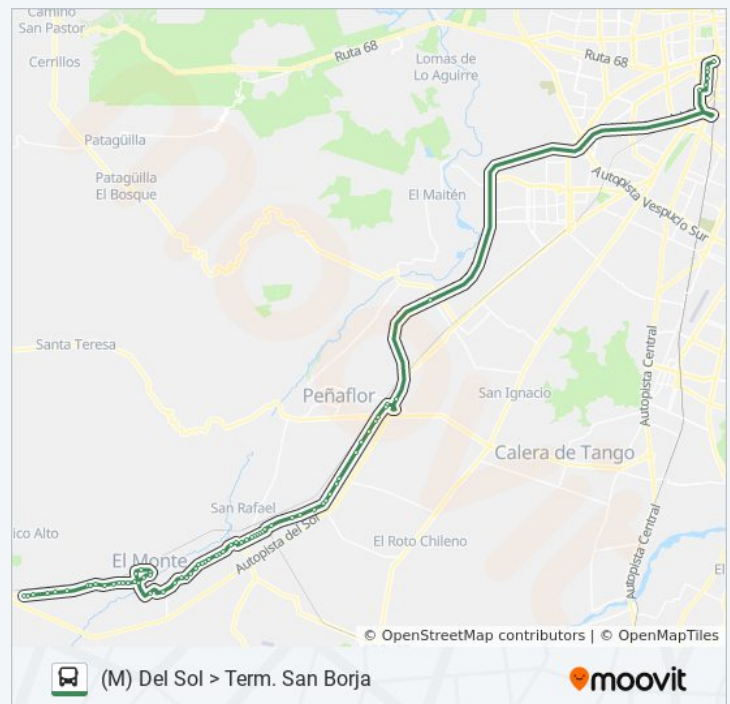 Camino
San Pastor
Cerrillos
Ruta 68
Lomas de
Lo Aguirre
Ruta 68
Patagüilla
Patagüilla
El Bosque
El Maitén
Autopista Vespucio Sur
Santa Teresa
Peñaflor
San Ignacio
Autopista Central
Calera de Tango
San Rafael
ico Alto
Autopista del Sol
El Roto Chileno
El Monte
Autopista Central
El
moovit
© OpenStreetMap contributors | © OpenMapTiles
(M) Del Sol > Term. San Borja
moovit